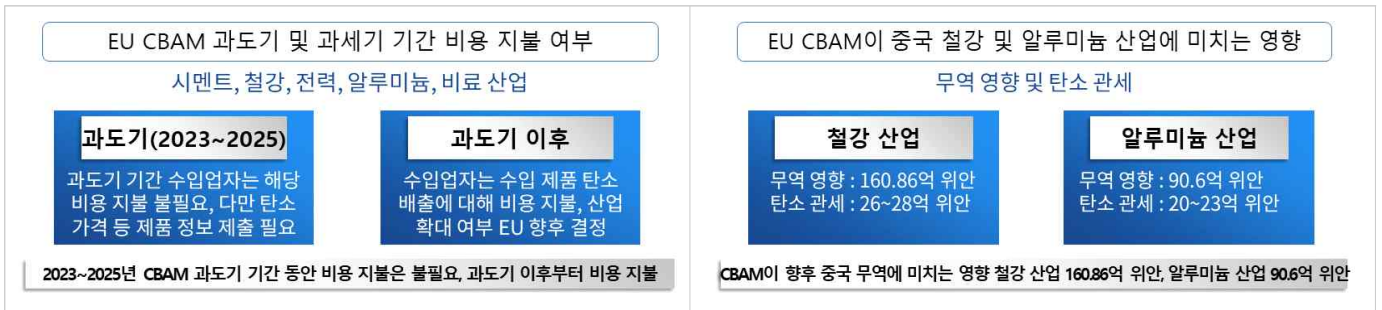 EU CBAM 과도기 및 과세기 기간 비용 지불 여부
시멘트, 철강, 전력, 알루미늄, 비료 산업
과도기(2023~2025)
과도기 기간 수입업자는 해당
비용 지불 불필요, 다만 탄소
가격 등 제품 정보 제출 필요
과도기 이후
수입업자는 수입 제품 탄소
배출에 대해 비용 지불, 산업
확대 여부 EU 향후 결정
2023~2025년 CBAM 과도기 기간 동안 비용 지불은 불필요, 과도기 이후부터 비용 지불
EU CBAM이 중국 철강 및 알루미늄 산업에 미치는 영향
무역 영향 및 탄소 관세
철강 산업
무역 영향 : 160.86억 위안
탄소 관세 : 26~28억 위안
알루미늄 산업
무역 영향 : 90.6억 위안
탄소 관세 : 20~23억 위안
CBAM이 향후 중국 무역에 미치는 영향 철강 산업 160.86억 위안, 알루미늄 산업 90.6억 위안